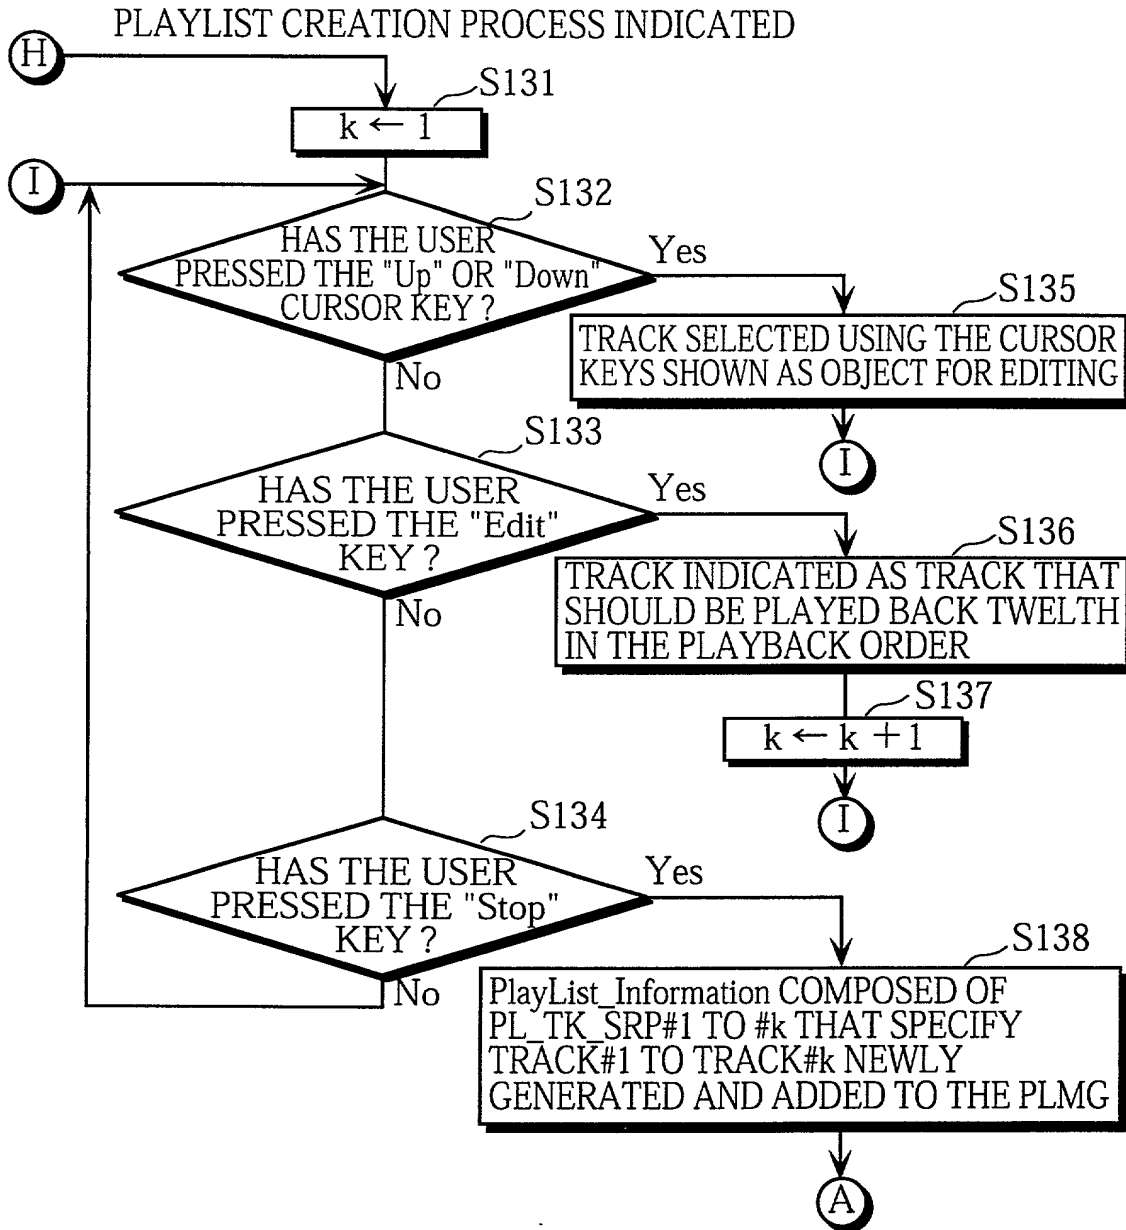 PLAYLIST CREATION PROCESS INDICATED
H
S131
k ← 1
I
S132
HAS THE USER
PRESSED THE "Up" OR "Down"
CURSOR KEY ?
Yes
No
S135
TRACK SELECTED USING THE CURSOR
KEYS SHOWN AS OBJECT FOR EDITING
I
S133
HAS THE USER
PRESSED THE "Edit"
KEY ?
Yes
No
S136
TRACK INDICATED AS TRACK THAT
SHOULD BE PLAYED BACK TWELTH
IN THE PLAYBACK ORDER
S137
k ← k + 1
I
S134
HAS THE USER
PRESSED THE "Stop"
KEY ?
Yes
No
S138
PlayList_Information COMPOSED OF
PL_TK_SRP#1 TO #k THAT SPECIFY
TRACK#1 TO TRACK#k NEWLY
GENERATED AND ADDED TO THE PLMG
A